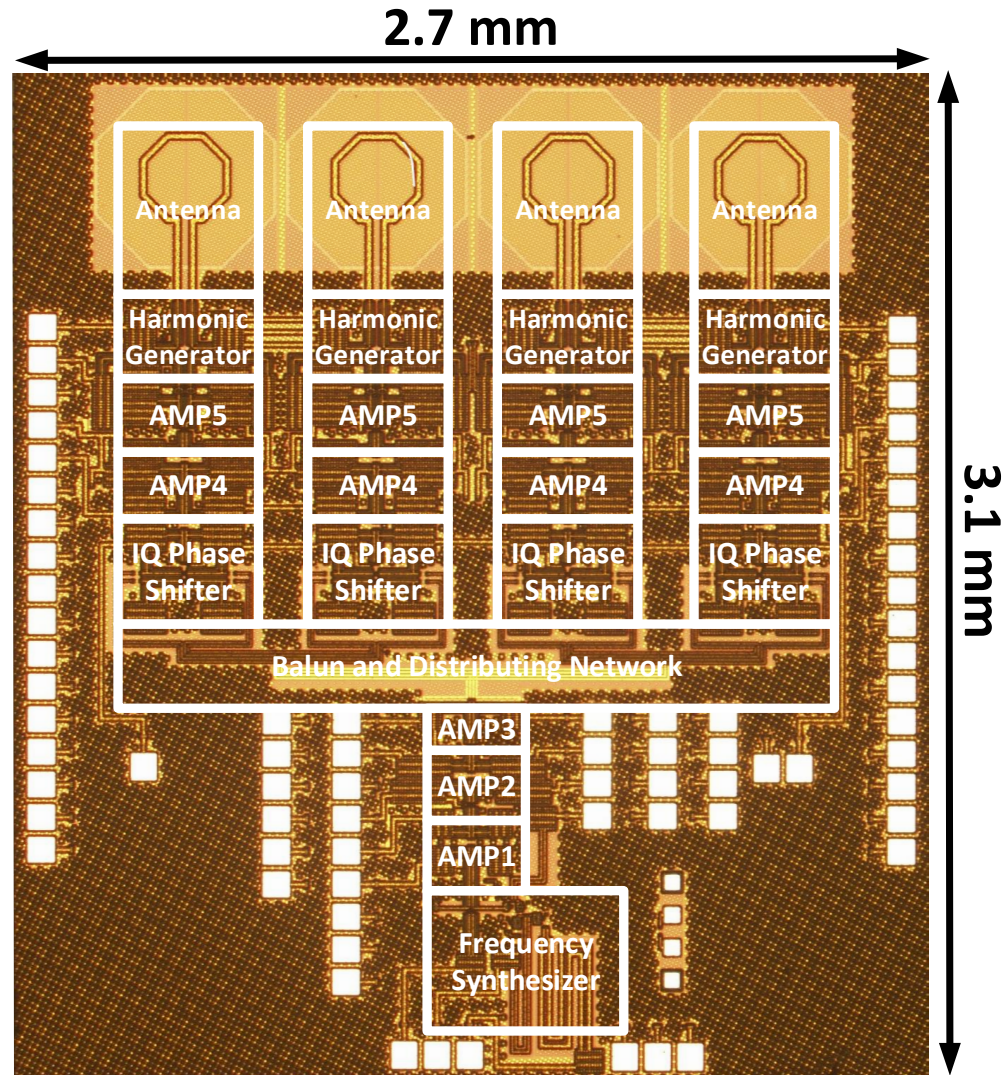 2.7 mm
3.1 mm
Antenna Antenna Antenna Antenna
Harmonic Harmonic Harmonic Harmonic
Generator Generator Generator Generator
AMP5 AMP5 AMP5 AMP5
AMP4 AMP4 AMP4 AMP4
IQ Phase IQ Phase IQ Phase IQ Phase
Shifter Shifter Shifter Shifter
Balun and Distributing Network
AMP3
AMP2
AMP1
Frequency
Synthesizer